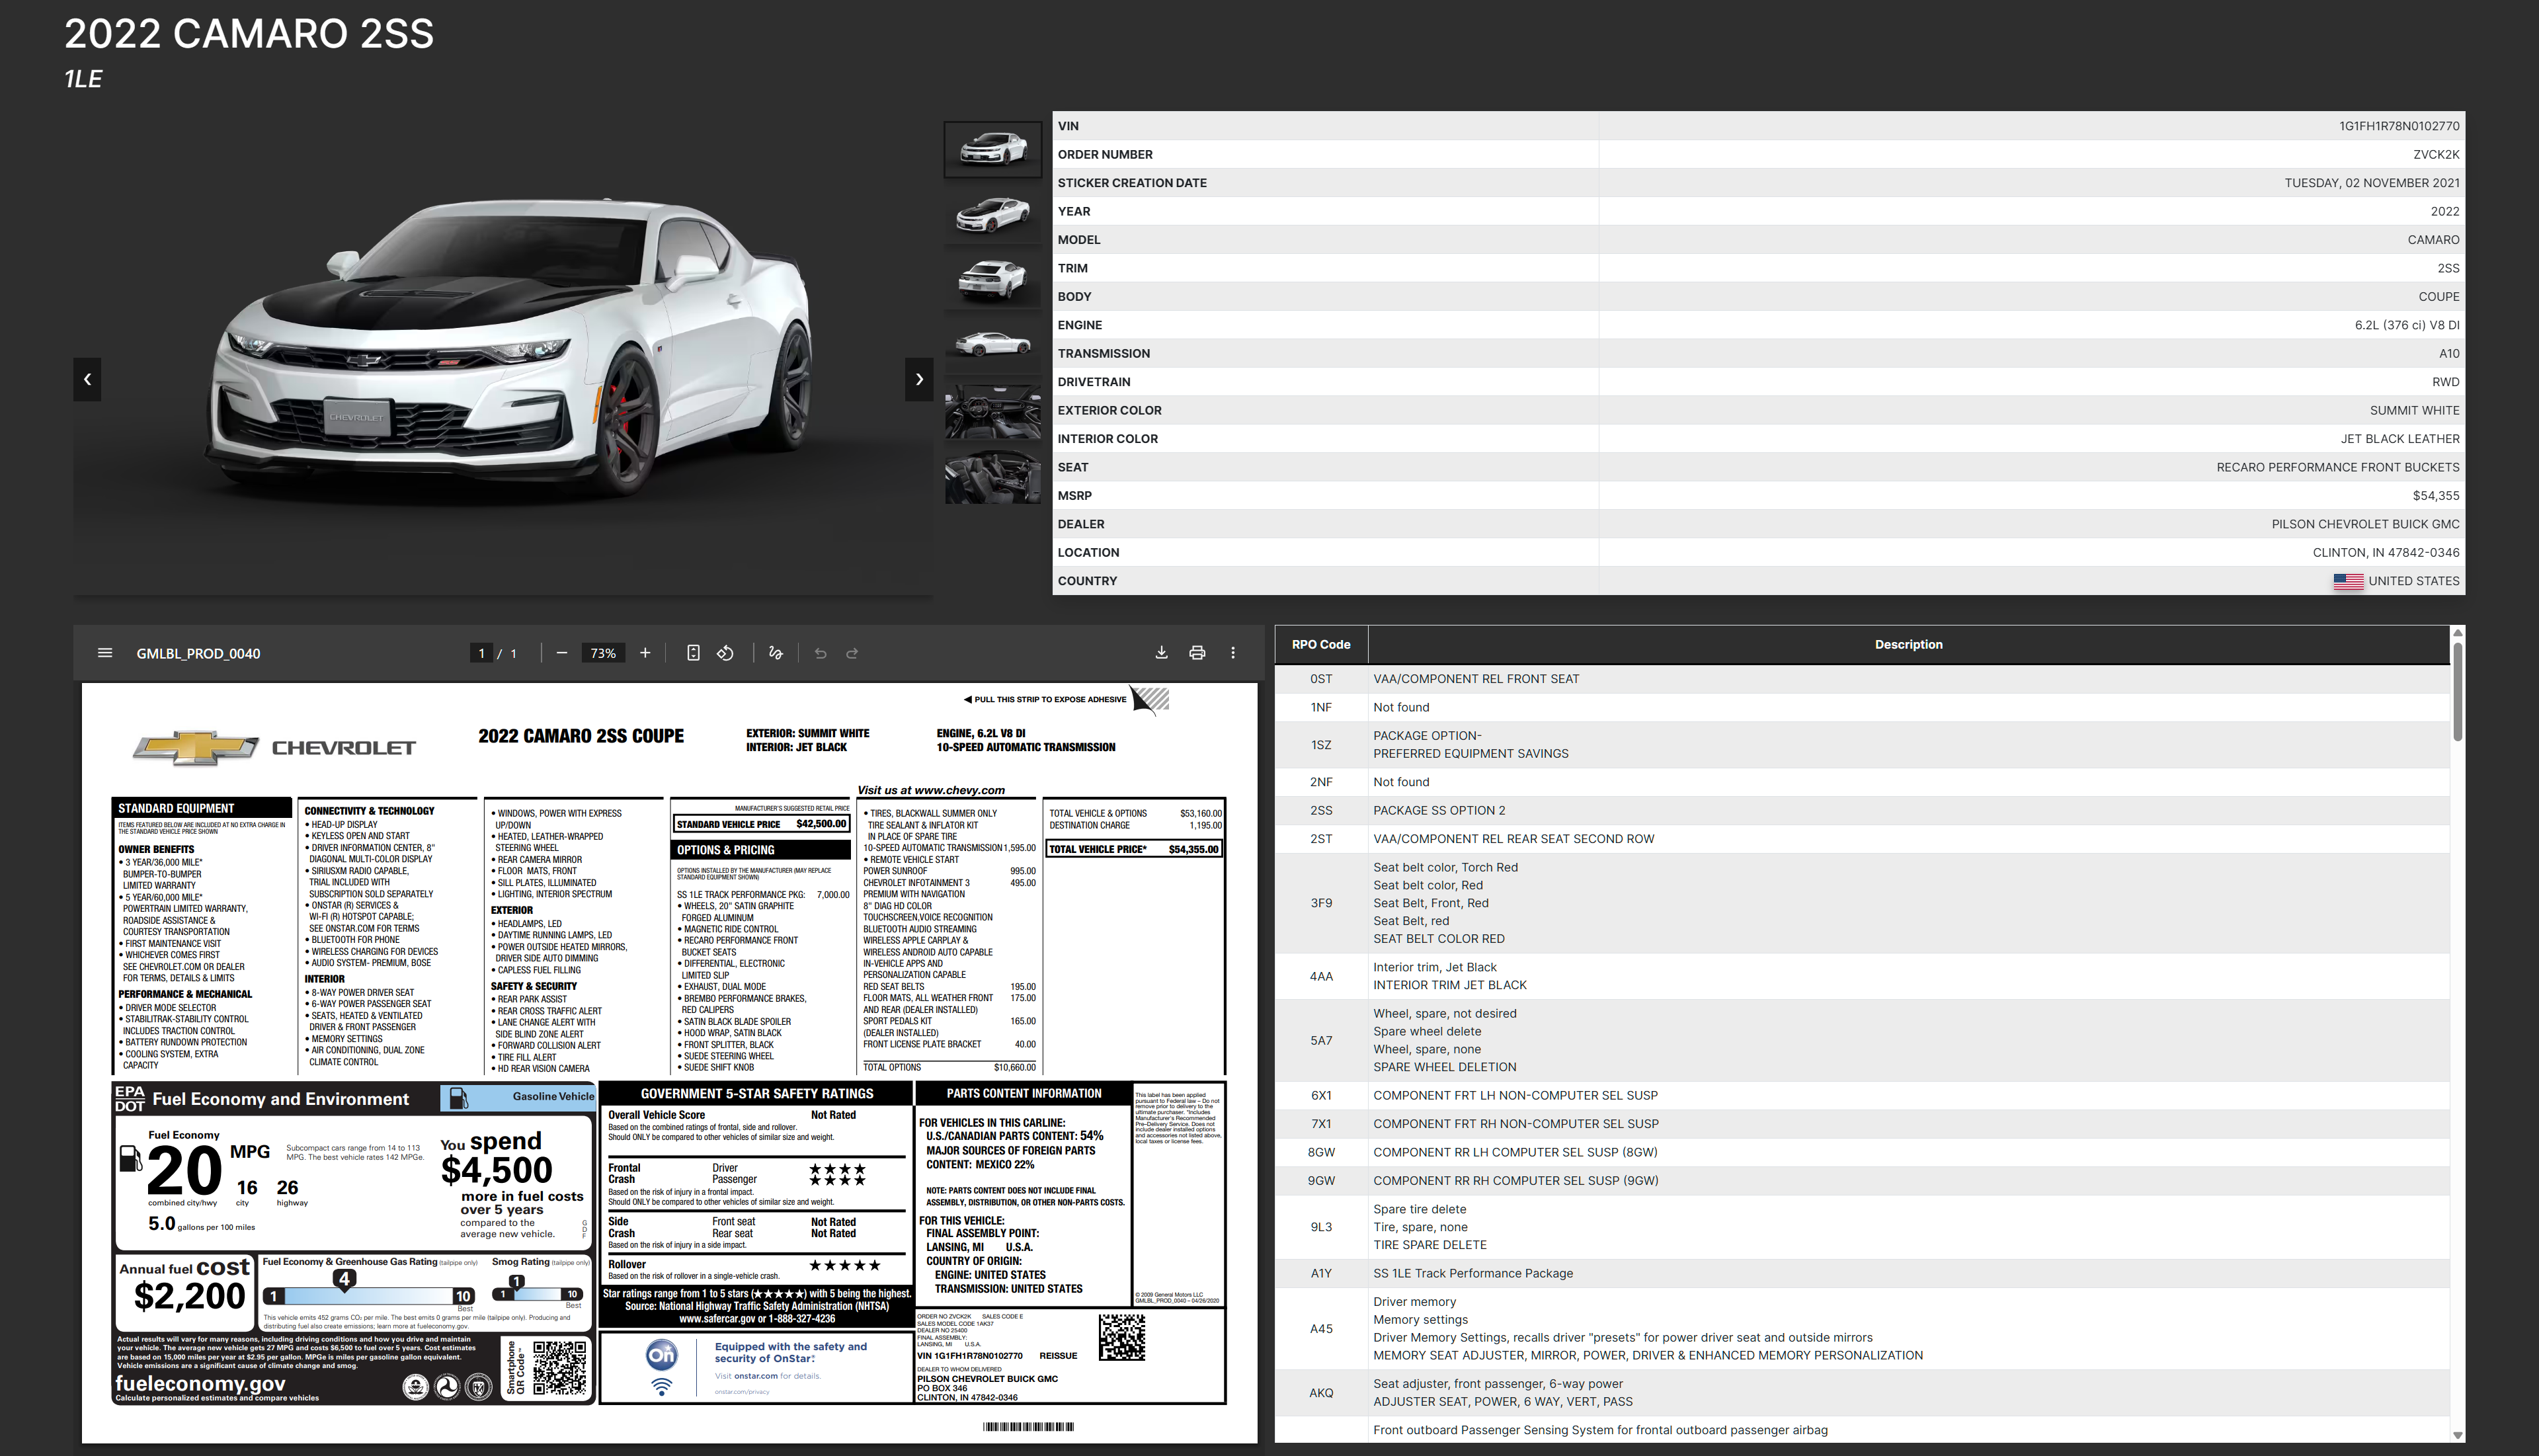 2022 CAMARO 2SS
1LE
CHEVROLET
VIN 1G1FH1R78N0102770
ORDER NUMBER ZVCK2K
STICKER CREATION DATE TUESDAY, 02 NOVEMBER 2021
YEAR 2022
MODEL CAMARO
TRIM 2SS
BODY COUPE
ENGINE 6.2L (376 ci) V8 DI
TRANSMISSION A10
DRIVETRAIN RWD
EXTERIOR COLOR SUMMIT WHITE
INTERIOR COLOR JET BLACK LEATHER
SEAT RECARO PERFORMANCE FRONT BUCKETS
MSRP $54,355
DEALER PILSON CHEVROLET BUICK GMC
LOCATION CLINTON, IN 47842-0346
COUNTRY UNITED STATES
GMLBL_PROD_0040
1 / 1
73%
PULL THIS STRIP TO EXPOSE ADHESIVE
CHEVROLET
2022 CAMARO 2SS COUPE
EXTERIOR: SUMMIT WHITE
INTERIOR: JET BLACK
ENGINE, 6.2L V8 DI
10-SPEED AUTOMATIC TRANSMISSION
Visit us at www.chevy.com
STANDARD EQUIPMENT
ITEMS FEATURED BELOW ARE INCLUDED AT NO EXTRA CHARGE IN
THE STANDARD VEHICLE PRICE SHOWN
OWNER BENEFITS
• 3 YEAR/36,000 MILE*
BUMPER-TO-BUMPER
LIMITED WARRANTY
• 5 YEAR/60,000 MILE*
POWERTRAIN LIMITED WARRANTY,
ROADSIDE ASSISTANCE &
COURTESY TRANSPORTATION
• FIRST MAINTENANCE VISIT
• WHICHEVER COMES FIRST
SEE CHEVROLET.COM OR DEALER
FOR TERMS, DETAILS & LIMITS
PERFORMANCE & MECHANICAL
• DRIVER MODE SELECTOR
• STABILITRAK-STABILITY CONTROL
INCLUDES TRACTION CONTROL
• BATTERY RUNDOWN PROTECTION
• COOLING SYSTEM, EXTRA
CAPACITY
CONNECTIVITY & TECHNOLOGY
• HEAD-UP DISPLAY
• KEYLESS OPEN AND START
• DRIVER INFORMATION CENTER, 8"
DIAGONAL MULTI-COLOR DISPLAY
• SIRIUSXM RADIO CAPABLE,
TRIAL INCLUDED WITH
SUBSCRIPTION SOLD SEPARATELY
• ONSTAR (R) SERVICES &
WI-FI (R) HOTSPOT CAPABLE;
SEE ONSTAR.COM FOR TERMS
• BLUETOOTH FOR PHONE
• WIRELESS CHARGING FOR DEVICES
• AUDIO SYSTEM- PREMIUM, BOSE
INTERIOR
• 8-WAY POWER DRIVER SEAT
• 6-WAY POWER PASSENGER SEAT
• SEATS, HEATED & VENTILATED
DRIVER & FRONT PASSENGER
• MEMORY SETTINGS
• AIR CONDITIONING, DUAL ZONE
CLIMATE CONTROL
• WINDOWS, POWER WITH EXPRESS
UP/DOWN
• HEATED, LEATHER-WRAPPED
STEERING WHEEL
• REAR CAMERA MIRROR
• FLOOR MATS, FRONT
• SILL PLATES, ILLUMINATED
• LIGHTING, INTERIOR SPECTRUM
EXTERIOR
• HEADLAMPS, LED
• DAYTIME RUNNING LAMPS, LED
• POWER OUTSIDE HEATED MIRRORS,
DRIVER SIDE AUTO DIMMING
• CAPLESS FUEL FILLING
SAFETY & SECURITY
• REAR PARK ASSIST
• REAR CROSS TRAFFIC ALERT
• LANE CHANGE ALERT WITH
SIDE BLIND ZONE ALERT
• FORWARD COLLISION ALERT
• TIRE FILL ALERT
• HD REAR VISION CAMERA
MANUFACTURER'S SUGGESTED RETAIL PRICE
STANDARD VEHICLE PRICE $42,500.00
OPTIONS & PRICING
OPTIONS INSTALLED BY THE MANUFACTURER (MAY REPLACE
STANDARD EQUIPMENT SHOWN)
SS 1LE TRACK PERFORMANCE PKG: 7,000.00
• WHEELS, 20" SATIN GRAPHITE
FORGED ALUMINUM
• MAGNETIC RIDE CONTROL
• RECARO PERFORMANCE FRONT
BUCKET SEATS
• DIFFERENTIAL, ELECTRONIC
LIMITED SLIP
• EXHAUST, DUAL MODE
• BREMBO PERFORMANCE BRAKES,
RED CALIPERS
• SATIN BLACK BLADE SPOILER
• HOOD WRAP, SATIN BLACK
• FRONT SPLITTER, BLACK
• SUEDE STEERING WHEEL
• SUEDE SHIFT KNOB
• TIRES, BLACKWALL SUMMER ONLY
TIRE SEALANT & INFLATOR KIT
IN PLACE OF SPARE TIRE
10-SPEED AUTOMATIC TRANSMISSION 1,595.00
• REMOTE VEHICLE START
POWER SUNROOF 995.00
CHEVROLET INFOTAINMENT 3 495.00
PREMIUM WITH NAVIGATION
8" DIAG HD COLOR
TOUCHSCREEN,VOICE RECOGNITION
BLUETOOTH AUDIO STREAMING
WIRELESS APPLE CARPLAY &
WIRELESS ANDROID AUTO CAPABLE
IN-VEHICLE APPS AND
PERSONALIZATION CAPABLE
RED SEAT BELTS 195.00
FLOOR MATS, ALL WEATHER FRONT 175.00
AND REAR (DEALER INSTALLED)
SPORT PEDALS KIT 165.00
(DEALER INSTALLED)
FRONT LICENSE PLATE BRACKET 40.00
TOTAL OPTIONS $10,660.00
TOTAL VEHICLE & OPTIONS $53,160.00
DESTINATION CHARGE 1,195.00
TOTAL VEHICLE PRICE* $54,355.00
EPA
DOT
Fuel Economy and Environment
Gasoline Vehicle
Fuel Economy
20 MPG
16 26
combined city/hwy city highway
5.0 gallons per 100 miles
Subcompact cars range from 14 to 113
MPG. The best vehicle rates 142 MPGe.
You spend
$4,500
more in fuel costs
over 5 years
compared to the
average new vehicle.
Annual fuel cost
$2,200
Fuel Economy & Greenhouse Gas Rating (tailpipe only)
4
1 10
Best
Smog Rating (tailpipe only)
1
1 10
Best
This vehicle emits 452 grams CO₂ per mile. The best emits 0 grams per mile (tailpipe only). Producing and
distributing fuel also create emissions; learn more at fueleconomy.gov.
Actual results will vary for many reasons, including driving conditions and how you drive and maintain
your vehicle. The average new vehicle gets 27 MPG and costs $6,500 to fuel over 5 years. Cost estimates
are based on 15,000 miles per year at $2.95 per gallon. MPGe is miles per gasoline gallon equivalent.
Vehicle emissions are a significant cause of climate change and smog.
fueleconomy.gov
Calculate personalized estimates and compare vehicles
Smartphone
QR Code™
GOVERNMENT 5-STAR SAFETY RATINGS
Overall Vehicle Score Not Rated
Based on the combined ratings of frontal, side and rollover.
Should ONLY be compared to other vehicles of similar size and weight.
Frontal Driver ★★★★
Crash Passenger ★★★★
Based on the risk of injury in a frontal impact.
Should ONLY be compared to other vehicles of similar size and weight.
Side Front seat Not Rated
Crash Rear seat Not Rated
Based on the risk of injury in a side impact.
Rollover ★★★★★
Based on the risk of rollover in a single-vehicle crash.
Star ratings range from 1 to 5 stars (★★★★★) with 5 being the highest.
Source: National Highway Traffic Safety Administration (NHTSA)
www.safercar.gov or 1-888-327-4236
On
Equipped with the safety and
security of OnStar.
Visit onstar.com for details.
onstar.com/privacy
PARTS CONTENT INFORMATION
FOR VEHICLES IN THIS CARLINE:
U.S./CANADIAN PARTS CONTENT: 54%
MAJOR SOURCES OF FOREIGN PARTS
CONTENT: MEXICO 22%
NOTE: PARTS CONTENT DOES NOT INCLUDE FINAL
ASSEMBLY, DISTRIBUTION, OR OTHER NON-PARTS COSTS.
FOR THIS VEHICLE:
FINAL ASSEMBLY POINT:
LANSING, MI U.S.A.
COUNTRY OF ORIGIN:
ENGINE: UNITED STATES
TRANSMISSION: UNITED STATES
This label has been applied
pursuant to Federal law – Do not
remove prior to delivery to the
ultimate purchaser. *Includes
Manufacturer's Recommended
Pre-Delivery Service. Does not
include dealer installed options
and accessories not listed above,
local taxes or license fees.
© 2009 General Motors LLC
GMLBL_PROD_0040 – 04/26/2020
ORDER NO ZVCK2K SALES CODE E
SALES MODEL CODE 1AK37
DEALER NO 25400
FINAL ASSEMBLY:
LANSING, MI U.S.A.
VIN 1G1FH1R78N0102770 REISSUE
DEALER TO WHOM DELIVERED
PILSON CHEVROLET BUICK GMC
PO BOX 346
CLINTON, IN 47842-0346
RPO Code Description
0ST VAA/COMPONENT REL FRONT SEAT
1NF Not found
1SZ PACKAGE OPTION-
PREFERRED EQUIPMENT SAVINGS
2NF Not found
2SS PACKAGE SS OPTION 2
2ST VAA/COMPONENT REL REAR SEAT SECOND ROW
Seat belt color, Torch Red
Seat belt color, Red
3F9 Seat Belt, Front, Red
Seat Belt, red
SEAT BELT COLOR RED
4AA Interior trim, Jet Black
INTERIOR TRIM JET BLACK
Wheel, spare, not desired
5A7 Spare wheel delete
Wheel, spare, none
SPARE WHEEL DELETION
6X1 COMPONENT FRT LH NON-COMPUTER SEL SUSP
7X1 COMPONENT FRT RH NON-COMPUTER SEL SUSP
8GW COMPONENT RR LH COMPUTER SEL SUSP (8GW)
9GW COMPONENT RR RH COMPUTER SEL SUSP (9GW)
Spare tire delete
9L3 Tire, spare, none
TIRE SPARE DELETE
A1Y SS 1LE Track Performance Package
Driver memory
A45 Memory settings
Driver Memory Settings, recalls driver "presets" for power driver seat and outside mirrors
MEMORY SEAT ADJUSTER, MIRROR, POWER, DRIVER & ENHANCED MEMORY PERSONALIZATION
AKQ Seat adjuster, front passenger, 6-way power
ADJUSTER SEAT, POWER, 6 WAY, VERT, PASS
Front outboard Passenger Sensing System for frontal outboard passenger airbag